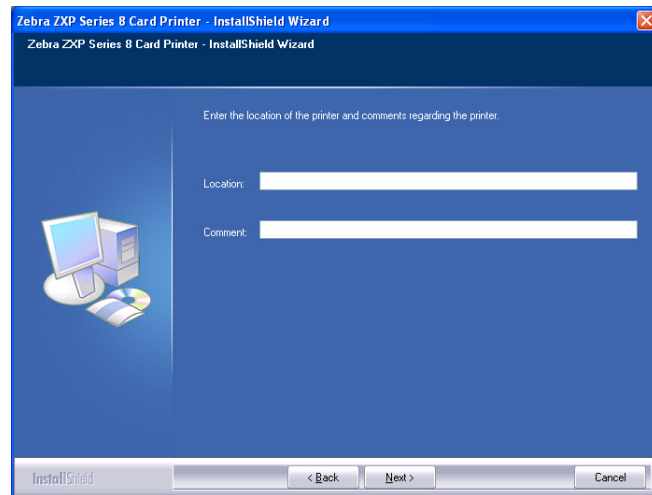 Zebra ZXP Series 8 Card Printer - InstallShield Wizard
Zebra ZXP Series 8 Card Printer - InstallShield Wizard
Enter the location of the printer and comments regarding the printer.
Location:
Comment:
InstallShield
< Back
Next >
Cancel